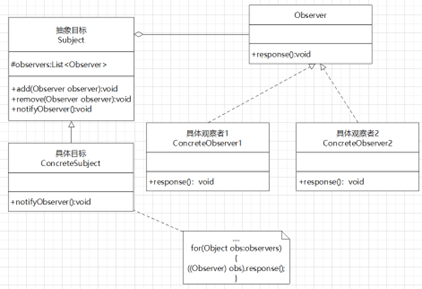 抽象目标
Subject
#observers:List<Observer>
+add(Observer observer):void
+remove(Observer observer):void
+notifyObserver():void
Observer
+response():void
具体目标
ConcreteSubject
+notifyObserver():void
具体观察者1
ConcreteObserver1
+response(): void
具体观察者2
ConcreteObserver2
+response(): void
...
for(Object obs:observers)
{
((Observer) obs).response();
}